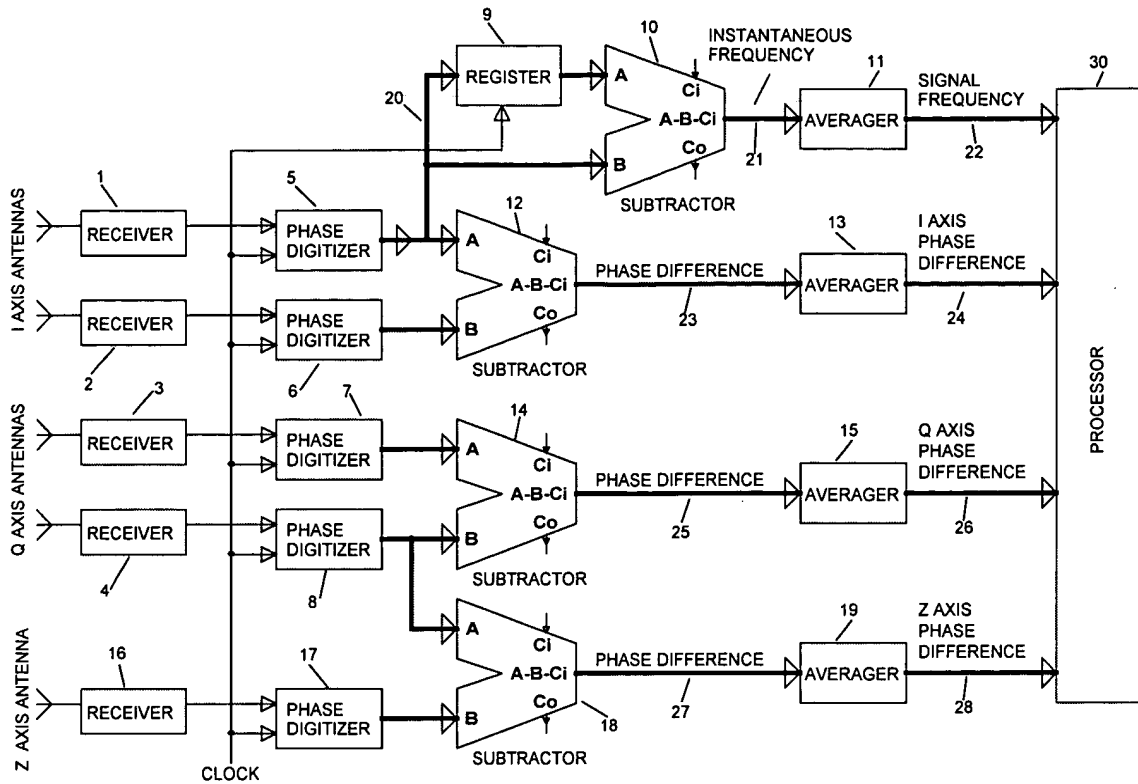 9
10
INSTANTANEOUS
FREQUENCY
11
SIGNAL
FREQUENCY
30
REGISTER
A
Ci
A-B-Ci
Co
B
AVERAGER
20
21
22
SUBTRACTOR
I AXIS ANTENNAS
1
RECEIVER
5
PHASE
DIGITIZER
12
A
Ci
A-B-Ci
Co
B
SUBTRACTOR
PHASE DIFFERENCE
23
13
AVERAGER
I AXIS
PHASE
DIFFERENCE
24
RECEIVER
2
PHASE
DIGITIZER
6
PROCESSOR
Q AXIS ANTENNAS
3
RECEIVER
7
PHASE
DIGITIZER
14
A
Ci
A-B-Ci
Co
B
SUBTRACTOR
PHASE DIFFERENCE
25
15
AVERAGER
Q AXIS
PHASE
DIFFERENCE
26
RECEIVER
4
PHASE
DIGITIZER
8
Z AXIS ANTENNA
16
RECEIVER
17
PHASE
DIGITIZER
A
Ci
A-B-Ci
Co
B
18
SUBTRACTOR
PHASE DIFFERENCE
27
19
AVERAGER
Z AXIS
PHASE
DIFFERENCE
28
CLOCK